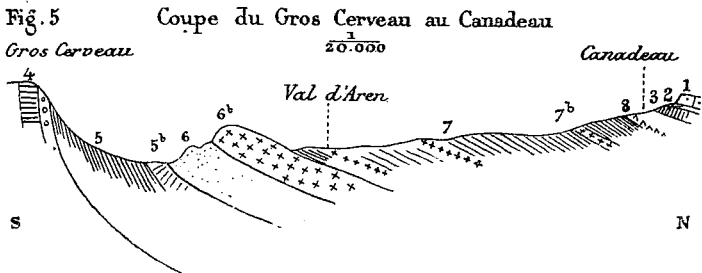 Fig. 5 Coupe du Gros Cerveau au Canadeau
1
20.000
Gros Cerveau Canadeau
Val d'Aren
4 5 5b 6 6b 7 7b 8 3 2 1
S N